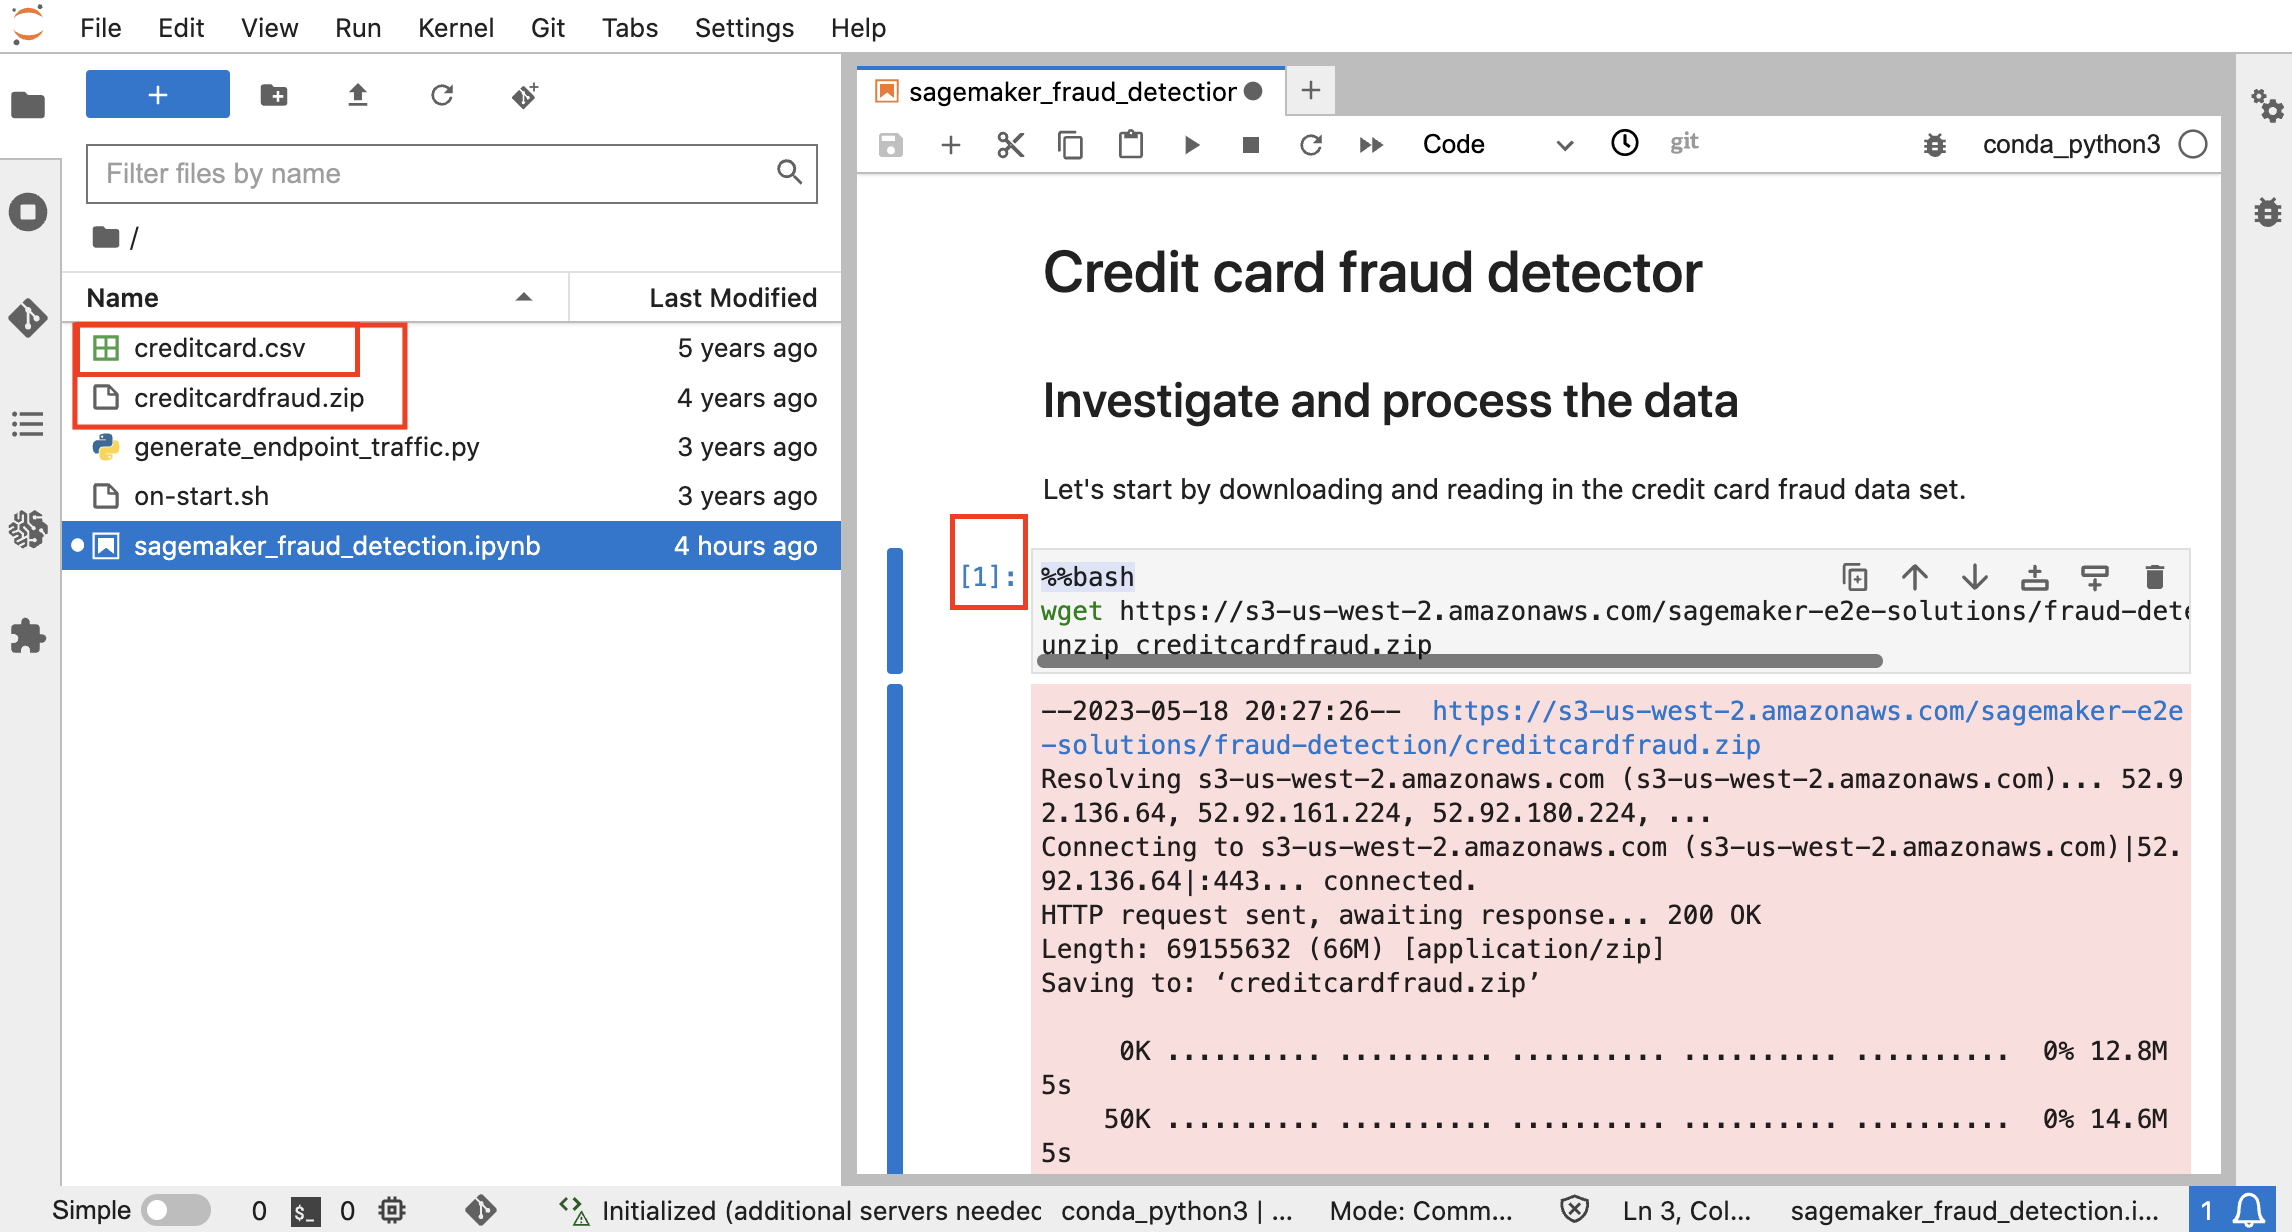 File Edit View Run Kernel Git Tabs Settings Help
Filter files by name
/
Name Last Modified
creditcard.csv 5 years ago
creditcardfraud.zip 4 years ago
generate_endpoint_traffic.py 3 years ago
on-start.sh 3 years ago
sagemaker_fraud_detection.ipynb 4 hours ago
sagemaker_fraud_detection
Code git conda_python3
Credit card fraud detector
Investigate and process the data
Let's start by downloading and reading in the credit card fraud data set.
[1]: %%bash
wget https://s3-us-west-2.amazonaws.com/sagemaker-e2e-solutions/fraud-dete
unzip creditcardfraud.zip
--2023-05-18 20:27:26--  https://s3-us-west-2.amazonaws.com/sagemaker-e2e
-solutions/fraud-detection/creditcardfraud.zip
Resolving s3-us-west-2.amazonaws.com (s3-us-west-2.amazonaws.com)... 52.9
2.136.64, 52.92.161.224, 52.92.180.224, ...
Connecting to s3-us-west-2.amazonaws.com (s3-us-west-2.amazonaws.com)|52.
92.136.64|:443... connected.
HTTP request sent, awaiting response... 200 OK
Length: 69155632 (66M) [application/zip]
Saving to: ‘creditcardfraud.zip’
0K .......... .......... .......... .......... .......... 0% 12.8M
5s
50K .......... .......... .......... .......... .......... 0% 14.6M
5s
Simple 0 $_ 0 Initialized (additional servers needed conda_python3 | ... Mode: Comm... Ln 3, Col... sagemaker_fraud_detection.i... 1